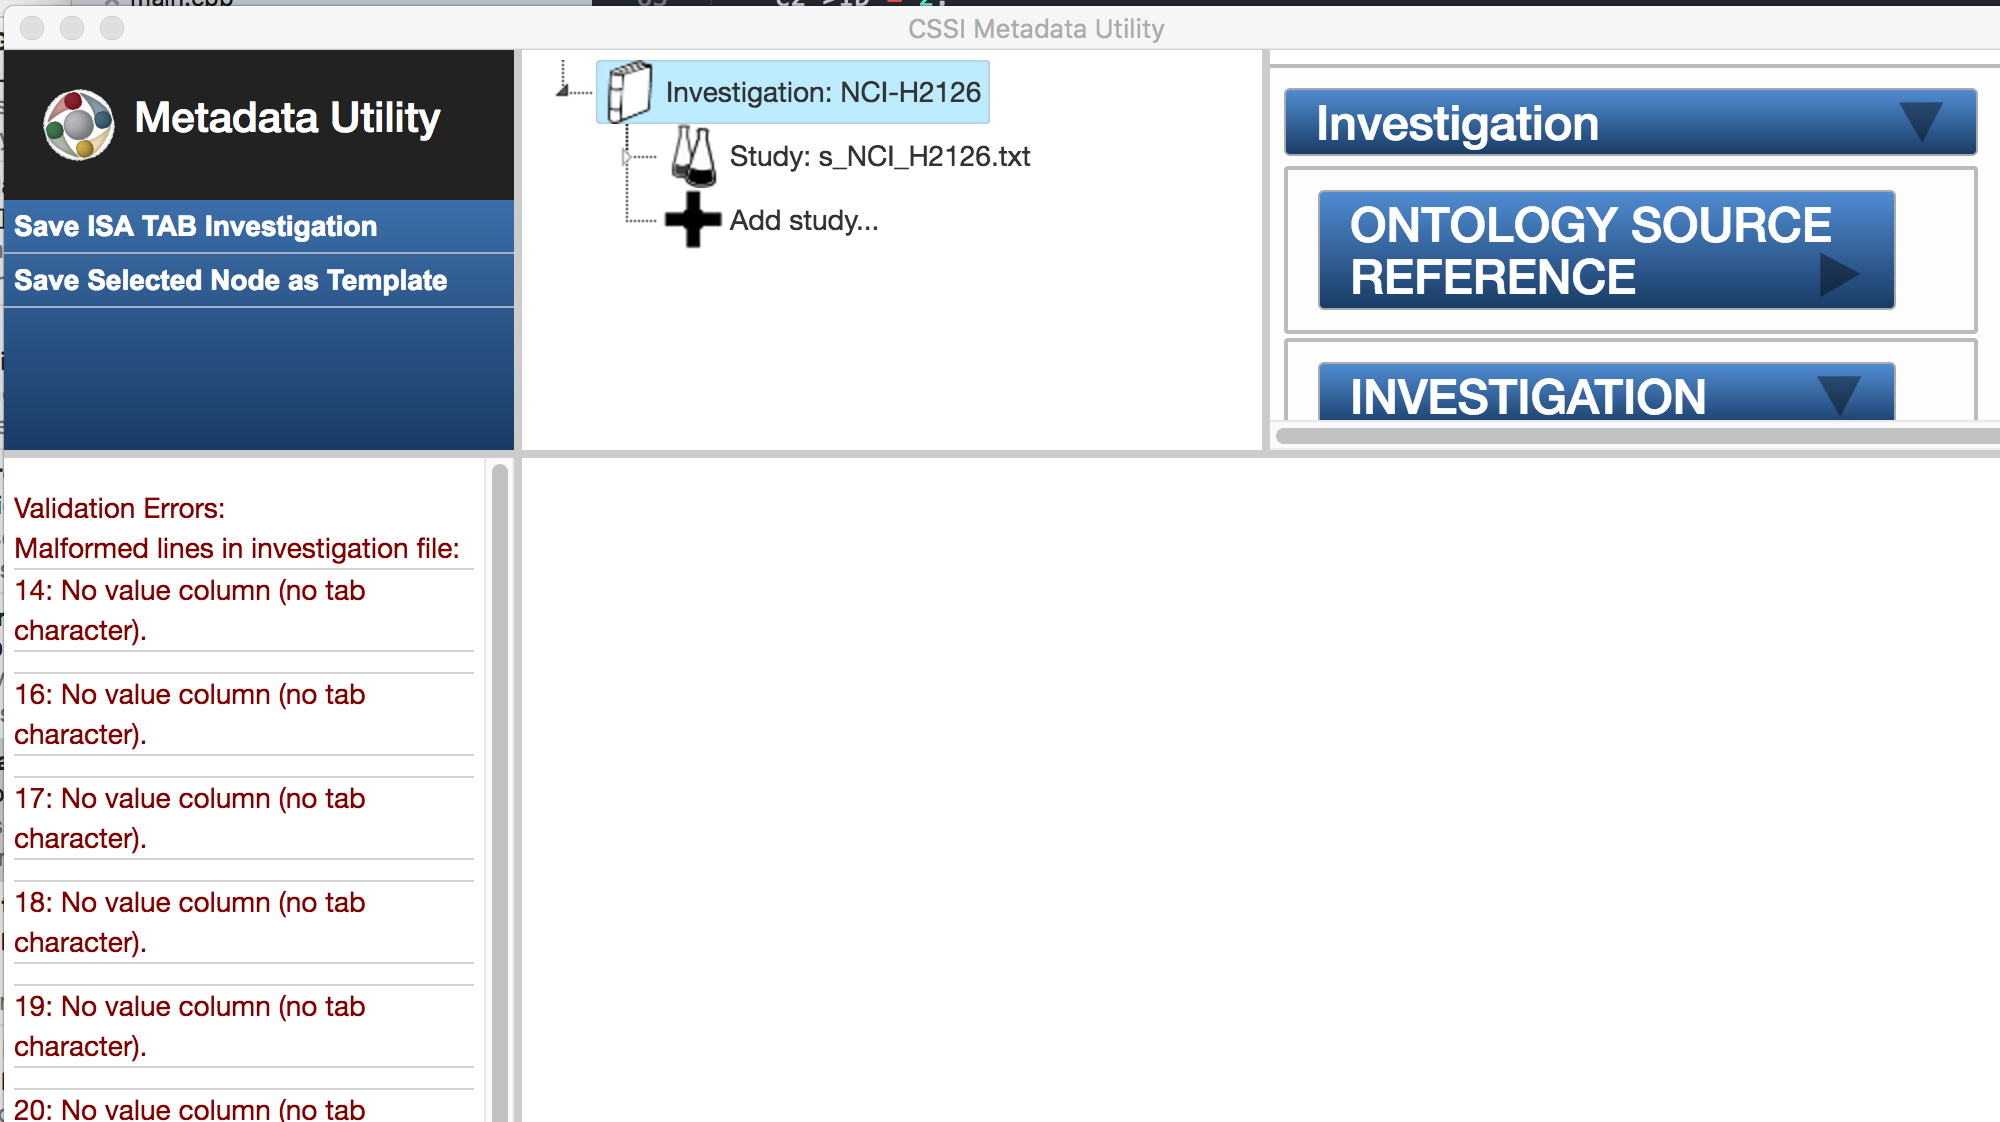 CSSI Metadata Utility
Metadata Utility
Save ISA TAB Investigation
Save Selected Node as Template
Investigation: NCI-H2126
Study: s_NCI_H2126.txt
Add study...
Investigation
ONTOLOGY SOURCE
REFERENCE
INVESTIGATION
Validation Errors:
Malformed lines in investigation file:
14: No value column (no tab
character).
16: No value column (no tab
character).
17: No value column (no tab
character).
18: No value column (no tab
character).
19: No value column (no tab
character).
20: No value column (no tab